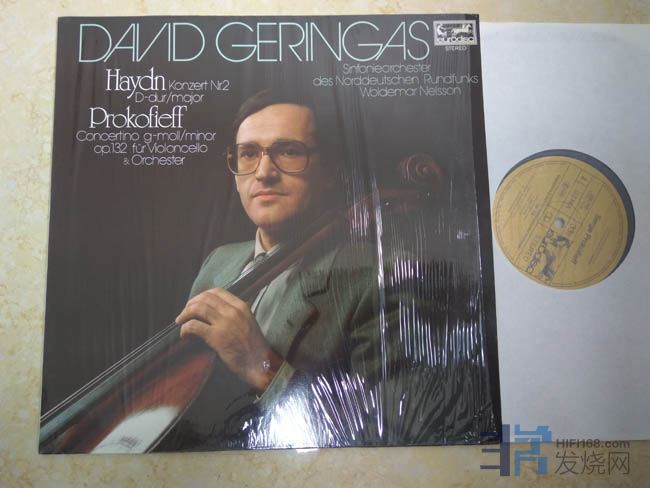 DAVID GERINGAS
eurodisc
STEREO
Haydn Konzert Nr.2
D-dur/major
Prokofieff
Concertino g-moll/minor
op.132 für Violoncello
& Orchester
Sinfonieorchester
des Norddeutschen Rundfunks
Woldemar Nelsson
eurodisc
HIFI168.com
发烧网